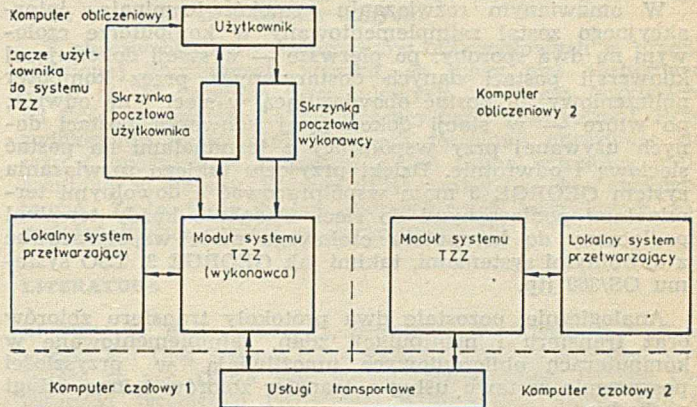 Komputer obliczeniowy 1
Użytkownik
Łącze użyt-
kownika
do systemu
TZZ
Skrzynka
pocztowa
użytkownika
Skrzynka
pocztowa
wykonawcy
Komputer
obliczeniowy 2
Lokalny system
przetwarzający
Moduł systemu
TZZ
(wykonawca)
Moduł systemu
TZZ
Lokalny system
przetwarzający
Komputer czołowy 1
Usługi transportowe
Komputer czołowy 2